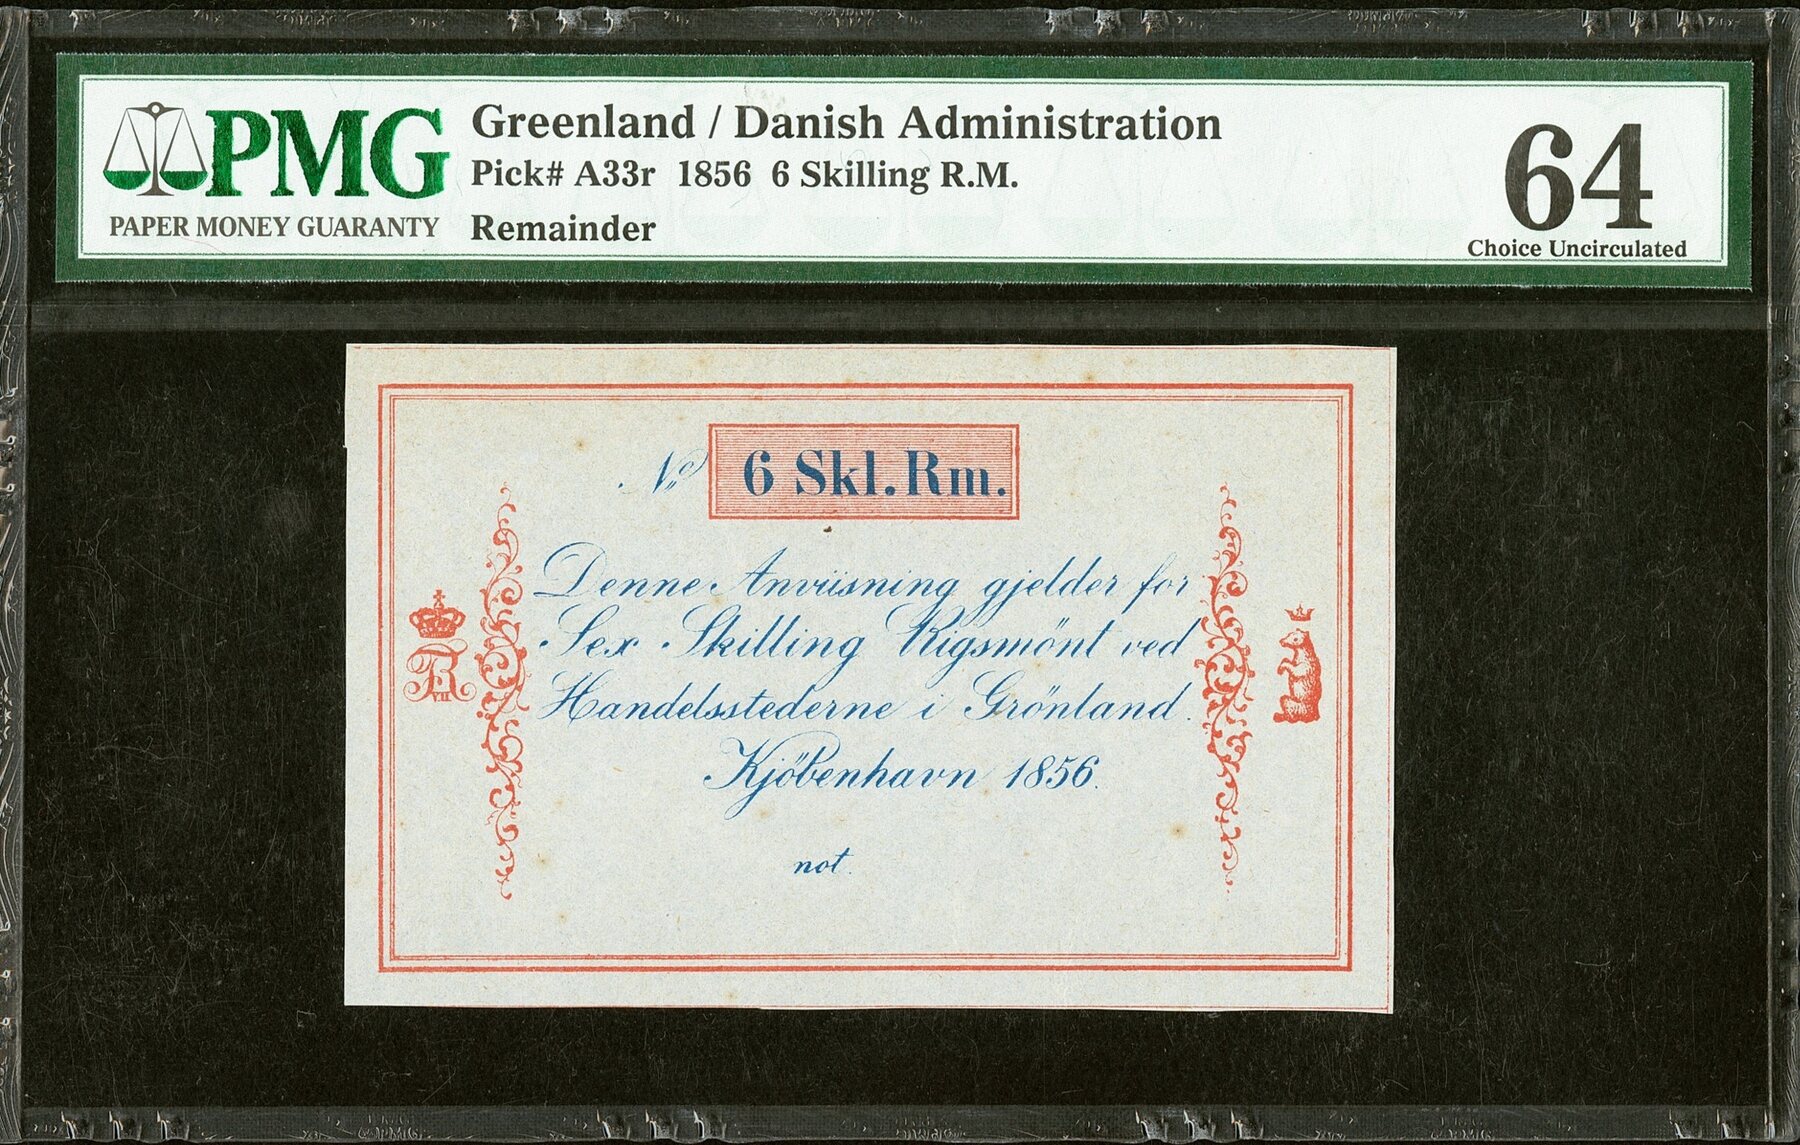 PMG
PAPER MONEY GUARANTY
Greenland / Danish Administration
Pick# A33r 1856 6 Skilling R.M.
Remainder
64
Choice Uncirculated
No 6 Skl. Rm.
Denne Anviisning gjelder for
Sex Skilling Rigsmönt ved
Handelsstederne i Grönland.
Kjöbenhavn 1856.
not.